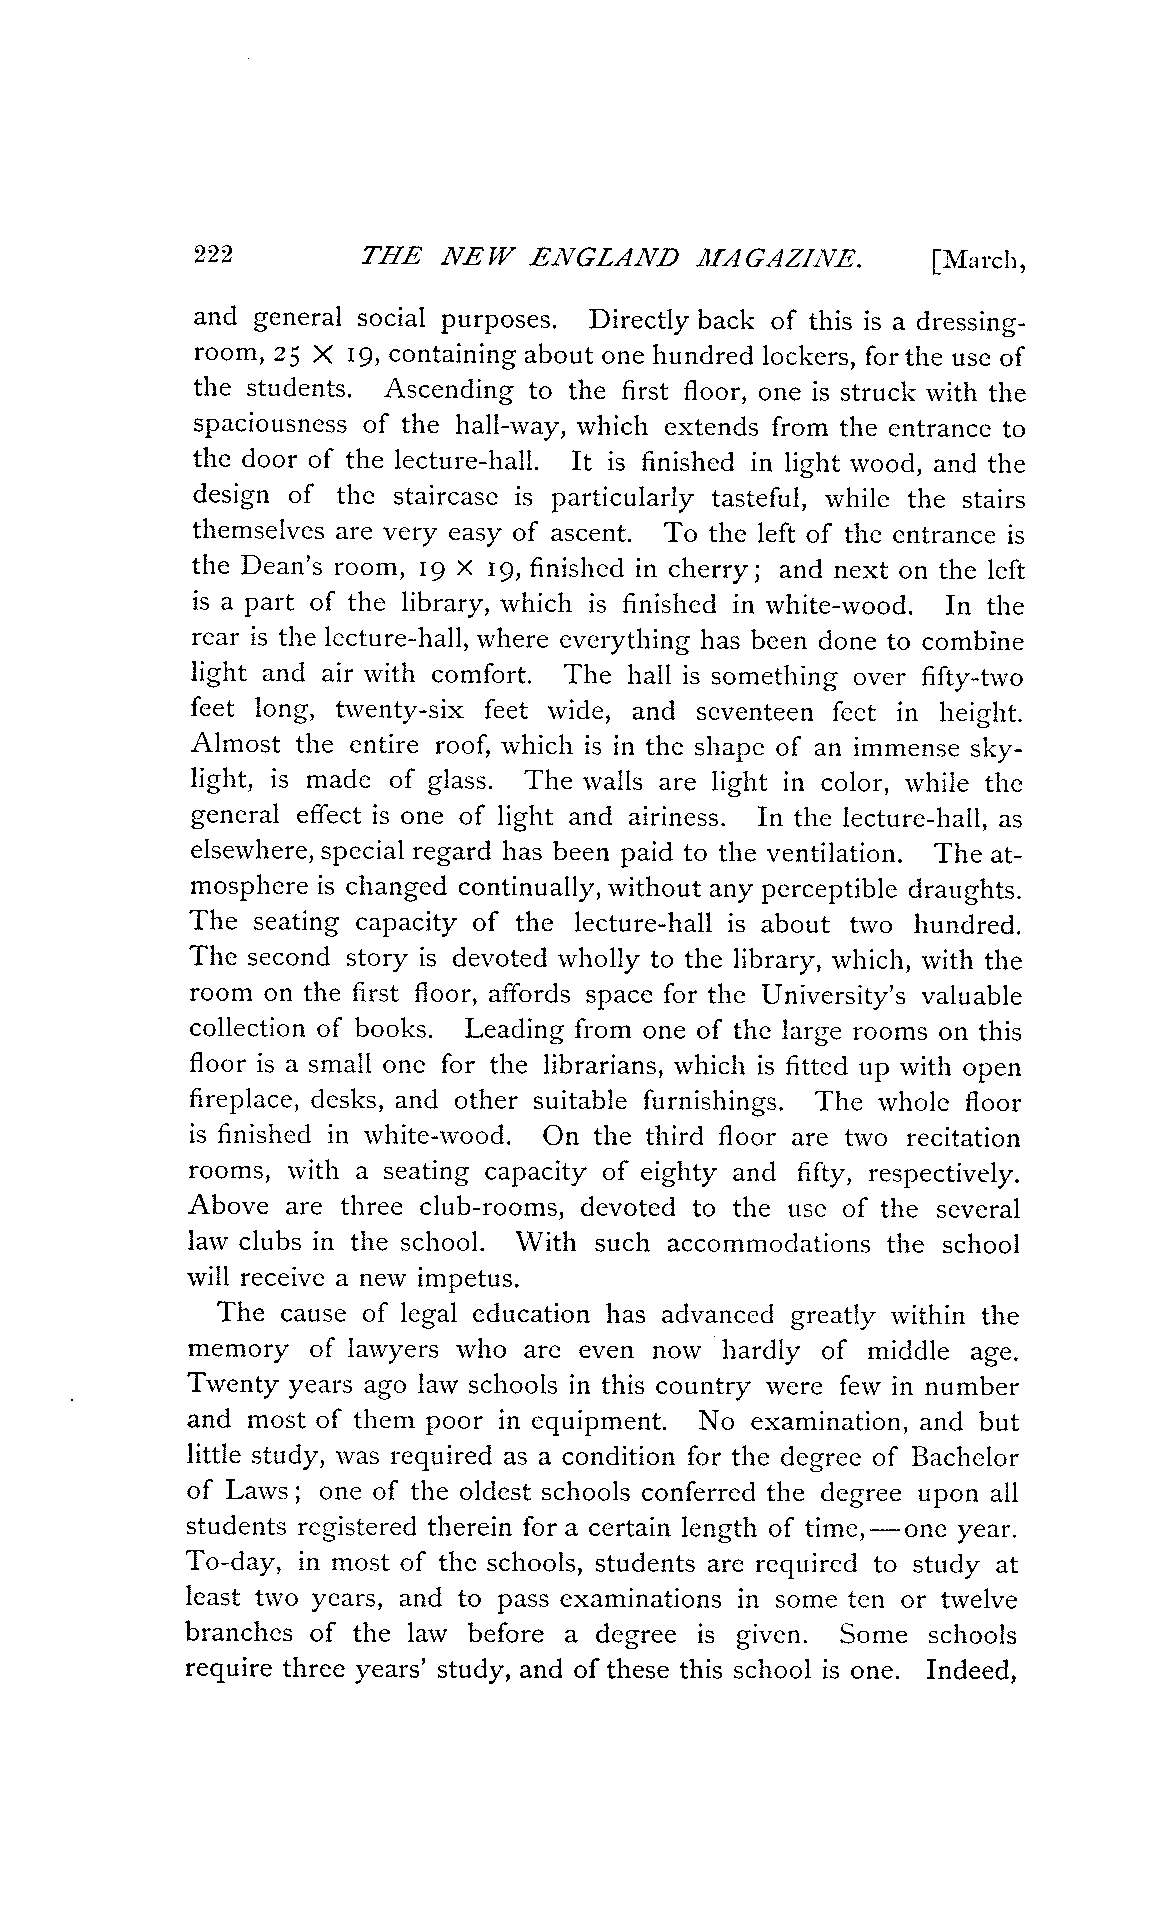 222 THE NEW ENGLAND MAGAZINE. [March,
and general social purposes. Directly back of this is a dressing-
room, 25 X 19, containing about one hundred lockers, for the use of
the students. Ascending to the first floor, one is struck with the
spaciousness of the hall-way, which extends from the entrance to
the door of the lecture-hall. It is finished in light wood, and the
design of the staircase is particularly tasteful, while the stairs
themselves are very easy of ascent. To the left of the entrance is
the Dean's room, 19 X 19, finished in cherry; and next on the left
is a part of the library, which is finished in white-wood. In the
rear is the lecture-hall, where everything has been done to combine
light and air with comfort. The hall is something over fifty-two
feet long, twenty-six feet wide, and seventeen feet in height.
Almost the entire roof, which is in the shape of an immense sky-
light, is made of glass. The walls are light in color, while the
general effect is one of light and airiness. In the lecture-hall, as
elsewhere, special regard has been paid to the ventilation. The at-
mosphere is changed continually, without any perceptible draughts.
The seating capacity of the lecture-hall is about two hundred.
The second story is devoted wholly to the library, which, with the
room on the first floor, affords space for the University's valuable
collection of books. Leading from one of the large rooms on this
floor is a small one for the librarians, which is fitted up with open
fireplace, desks, and other suitable furnishings. The whole floor
is finished in white-wood. On the third floor are two recitation
rooms, with a seating capacity of eighty and fifty, respectively.
Above are three club-rooms, devoted to the use of the several
law clubs in the school. With such accommodations the school
will receive a new impetus.
The cause of legal education has advanced greatly within the
memory of lawyers who are even now hardly of middle age.
Twenty years ago law schools in this country were few in number
and most of them poor in equipment. No examination, and but
little study, was required as a condition for the degree of Bachelor
of Laws; one of the oldest schools conferred the degree upon all
students registered therein for a certain length of time,—one year.
To-day, in most of the schools, students are required to study at
least two years, and to pass examinations in some ten or twelve
branches of the law before a degree is given. Some schools
require three years' study, and of these this school is one. Indeed,